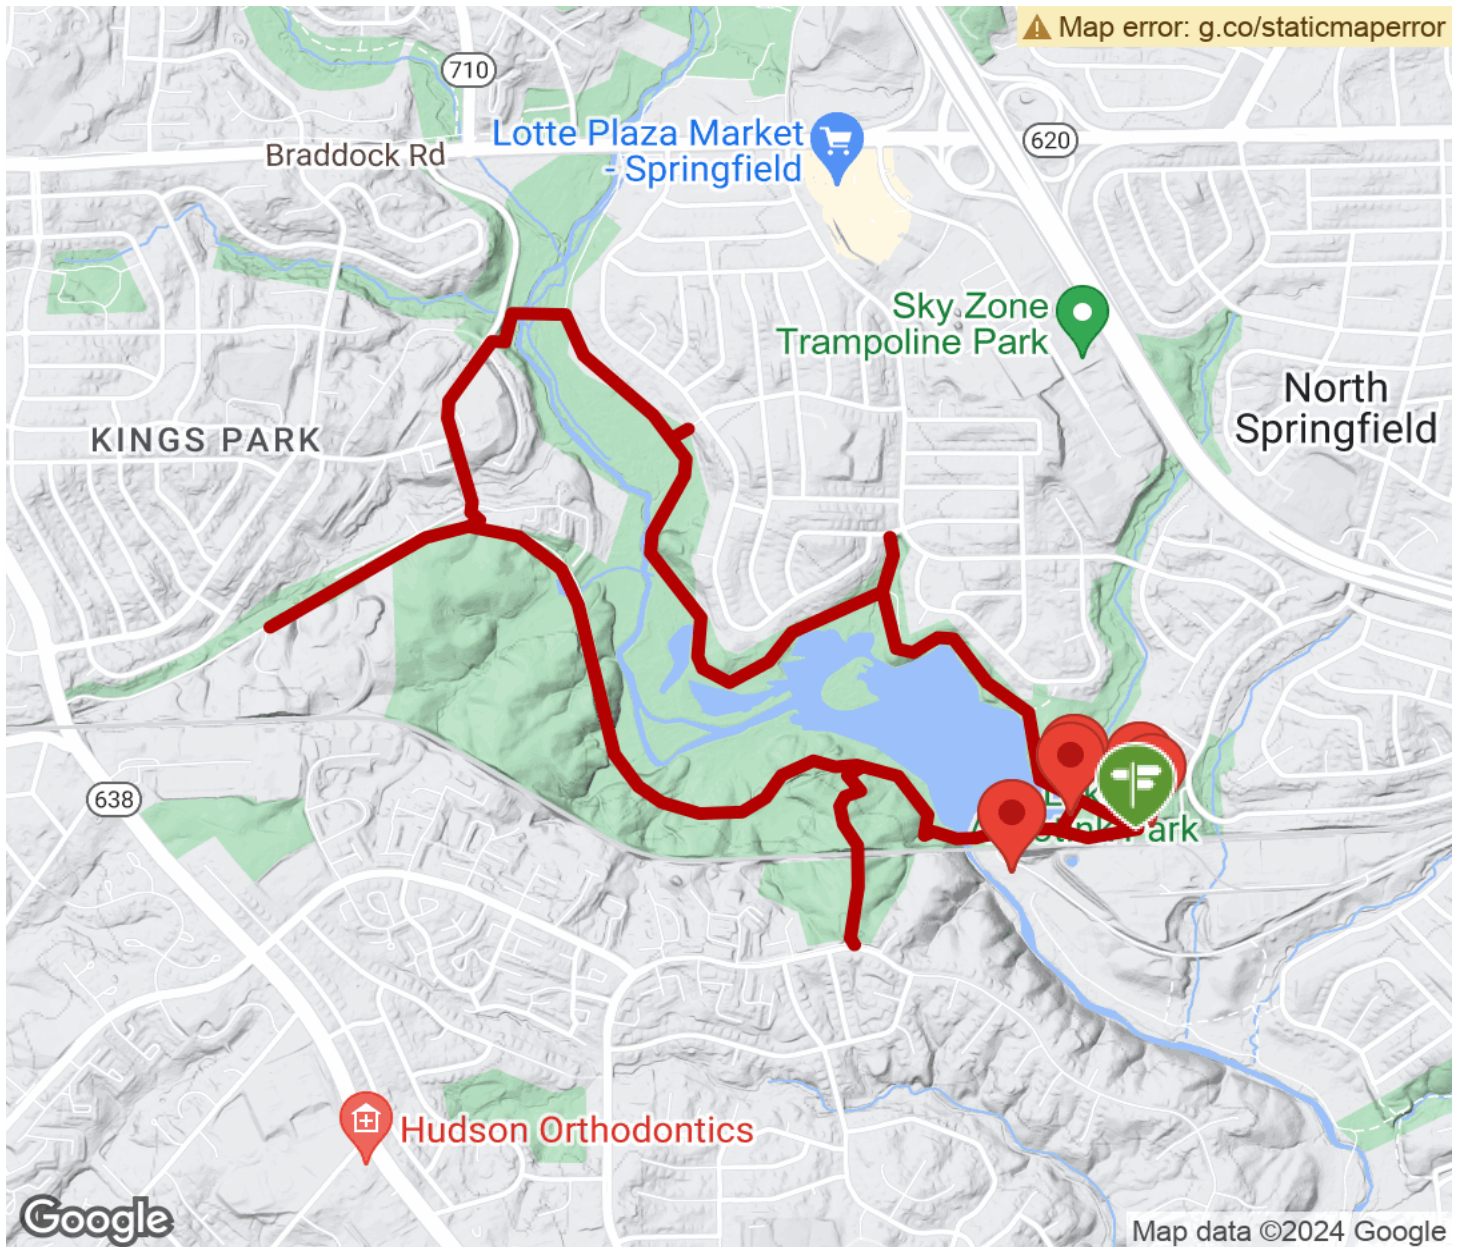 Map error: g.co/staticmaperror
710
Lotte Plaza Market
- Springfield
620
Braddock Rd
Sky Zone
Trampoline Park
North
Springfield
KINGS PARK
638
Park
Hudson Orthodontics
Google
Map data ©2024 Google